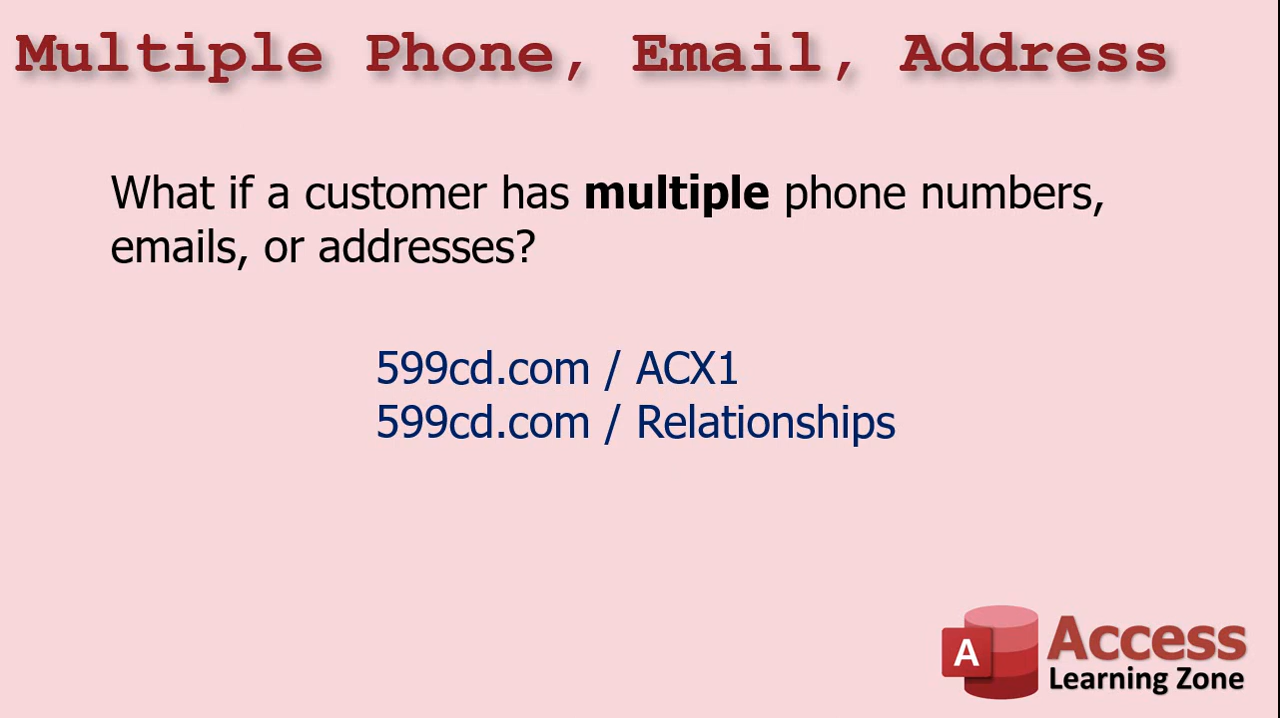 Multiple Phone, Email, Address
What if a customer has multiple phone numbers,
emails, or addresses?
599cd.com / ACX1
599cd.com / Relationships
A
Access
Learning Zone